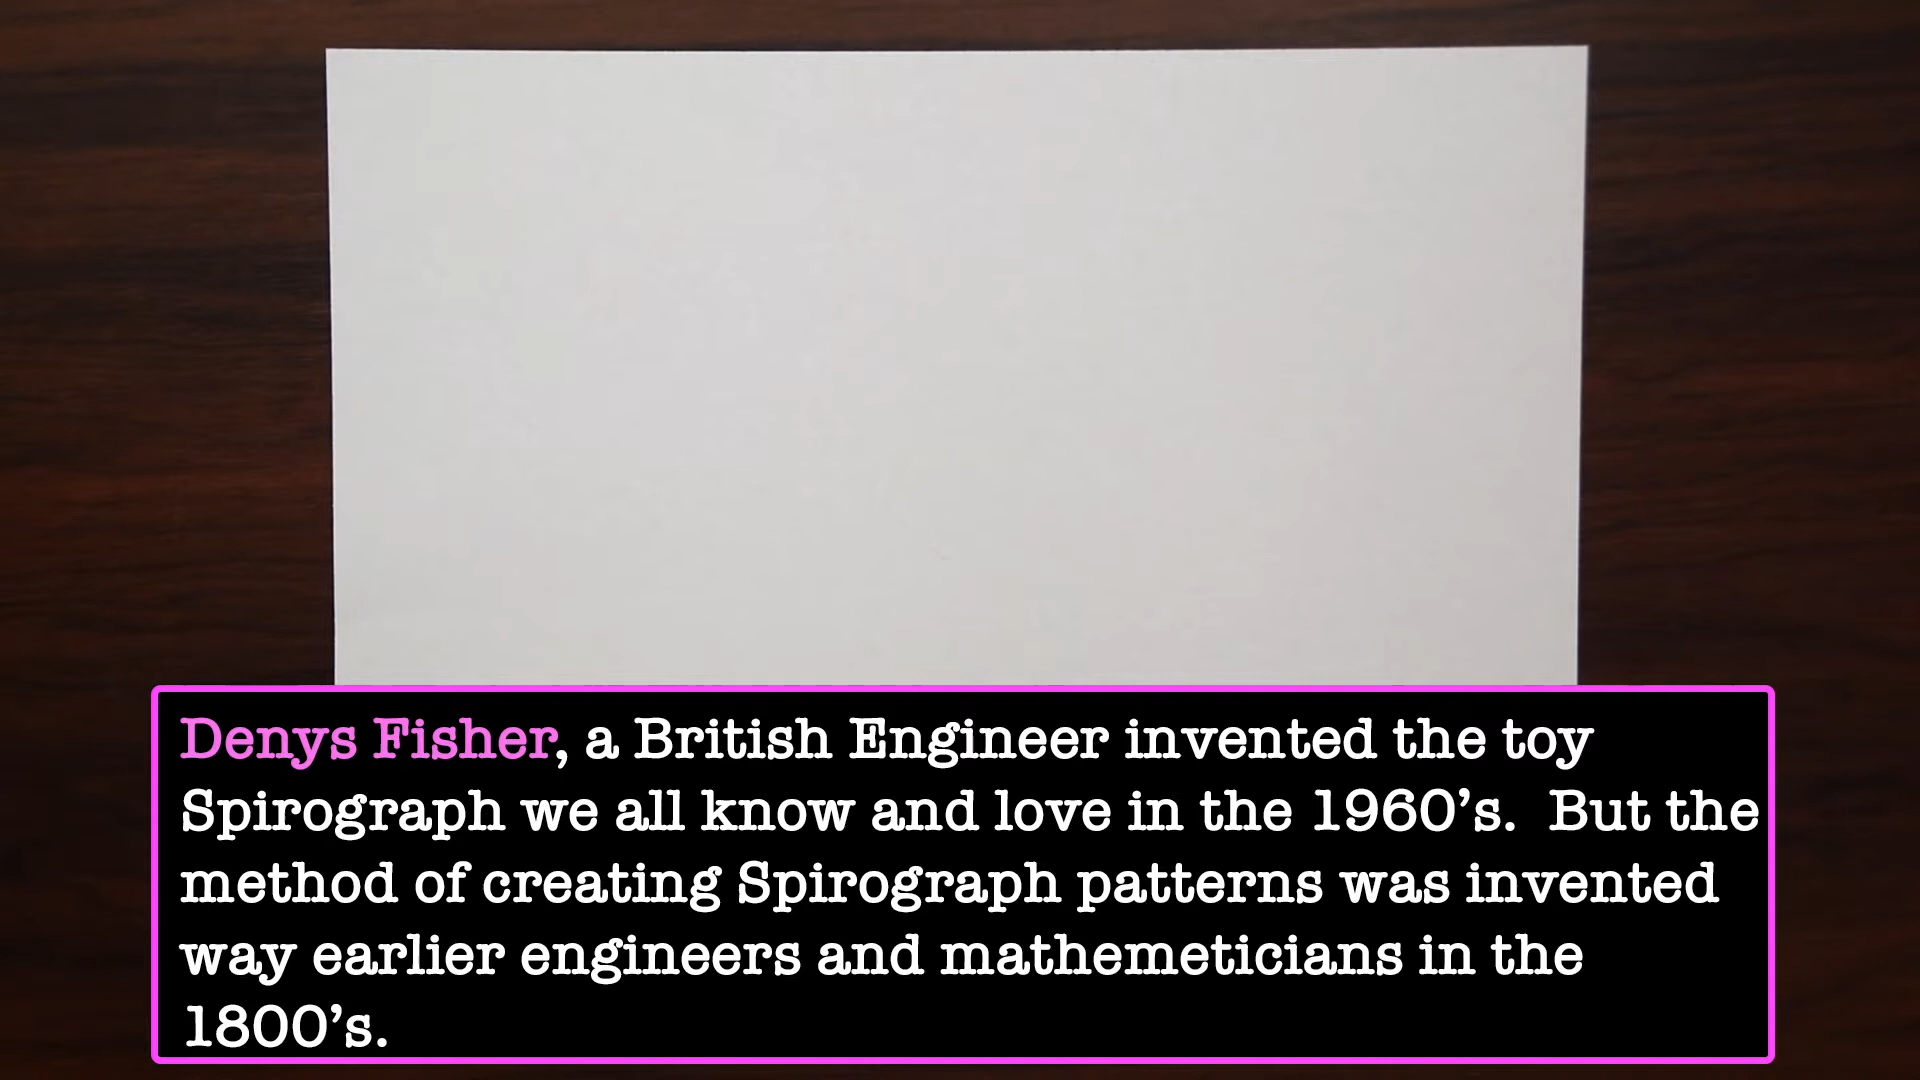 Denys Fisher, a British Engineer invented the toy
Spirograph we all know and love in the 1960's.  But the
method of creating Spirograph patterns was invented
way earlier engineers and mathemeticians in the
1800's.